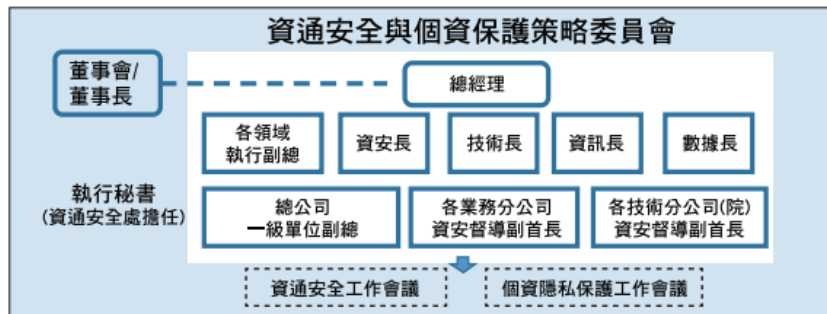 資通安全與個資保護策略委員會
董事會/
董事長
總經理
各領域
執行副總
資安長
技術長
資訊長
數據長
執行秘書
(資通安全處擔任)
總公司
一級單位副總
各業務分公司
資安督導副首長
各技術分公司(院)
資安督導副首長
資通安全工作會議
個資隱私保護工作會議